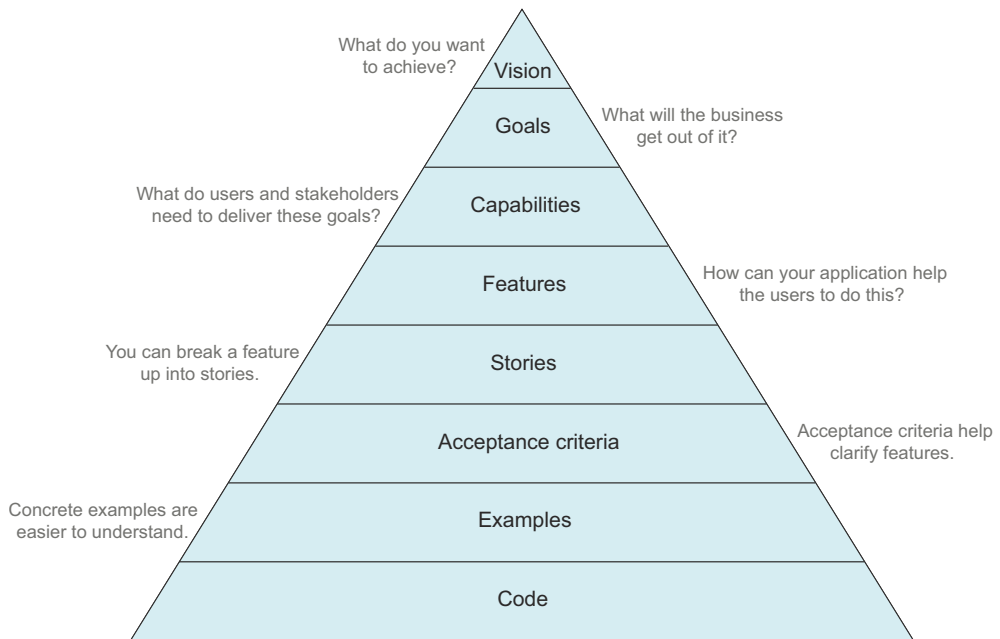 What do you want
to achieve?
Vision
Goals
What will the business
get out of it?
What do users and stakeholders
need to deliver these goals?
Capabilities
Features
How can your application help
the users to do this?
You can break a feature
up into stories.
Stories
Acceptance criteria
Acceptance criteria help
clarify features.
Concrete examples are
easier to understand.
Examples
Code